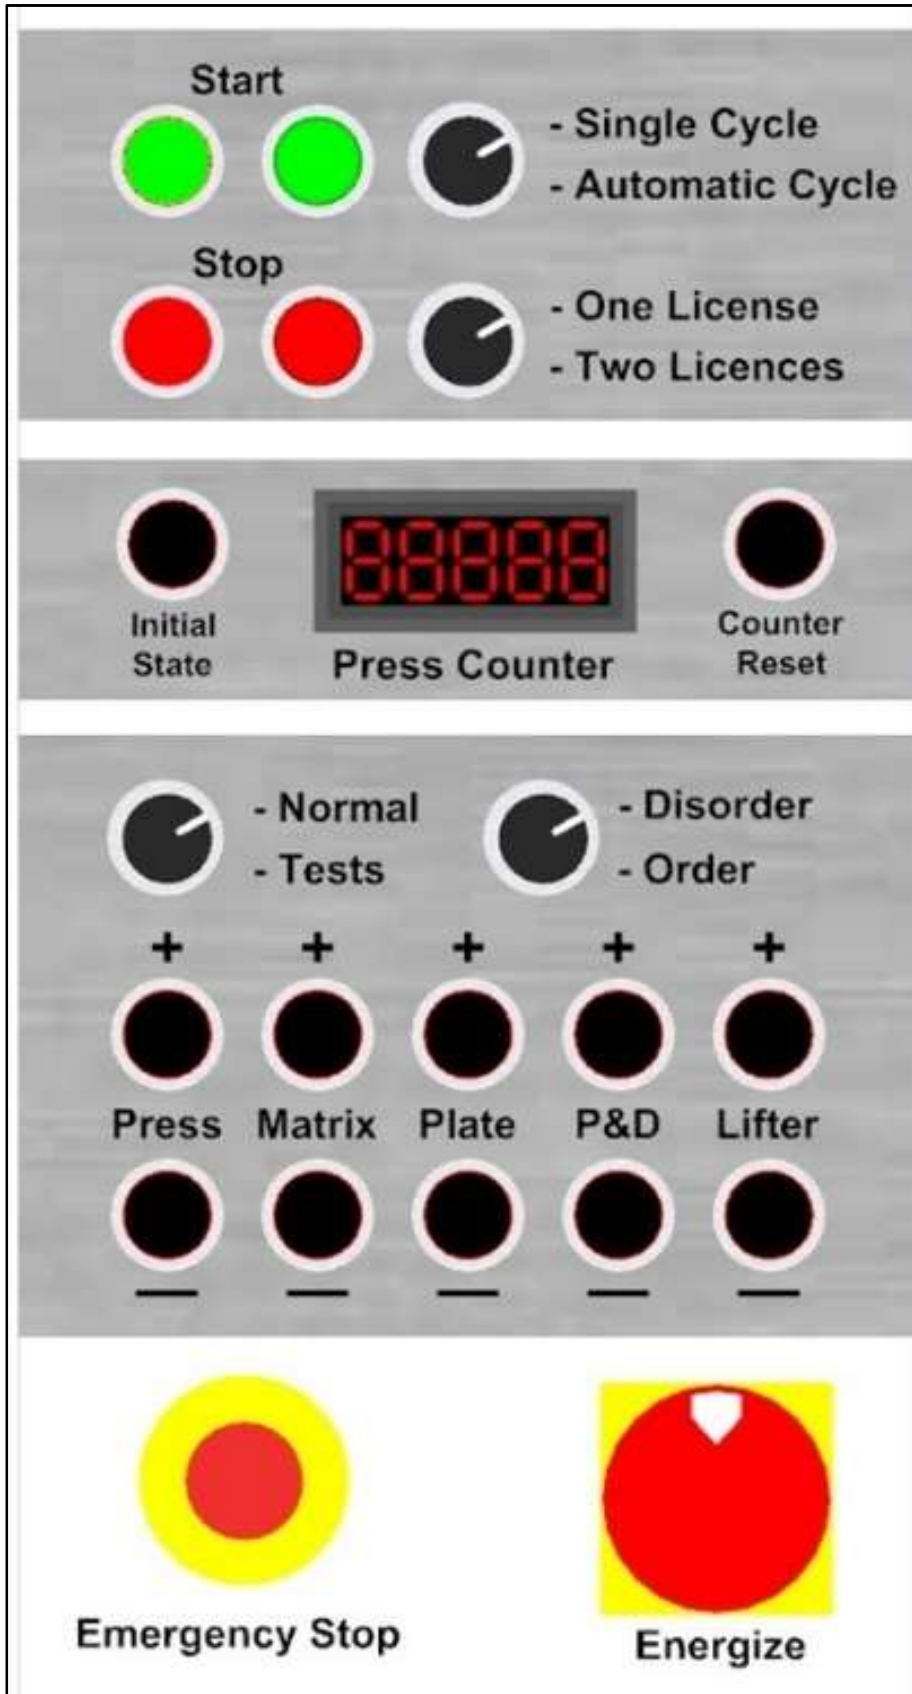 Start
- Single Cycle
- Automatic Cycle
Stop
- One License
- Two Licences
88888
Initial
State
Press Counter
Counter
Reset
- Normal
- Tests
- Disorder
- Order
+ + + + +
Press Matrix Plate P&D Lifter
— — — — —
Emergency Stop
Energize